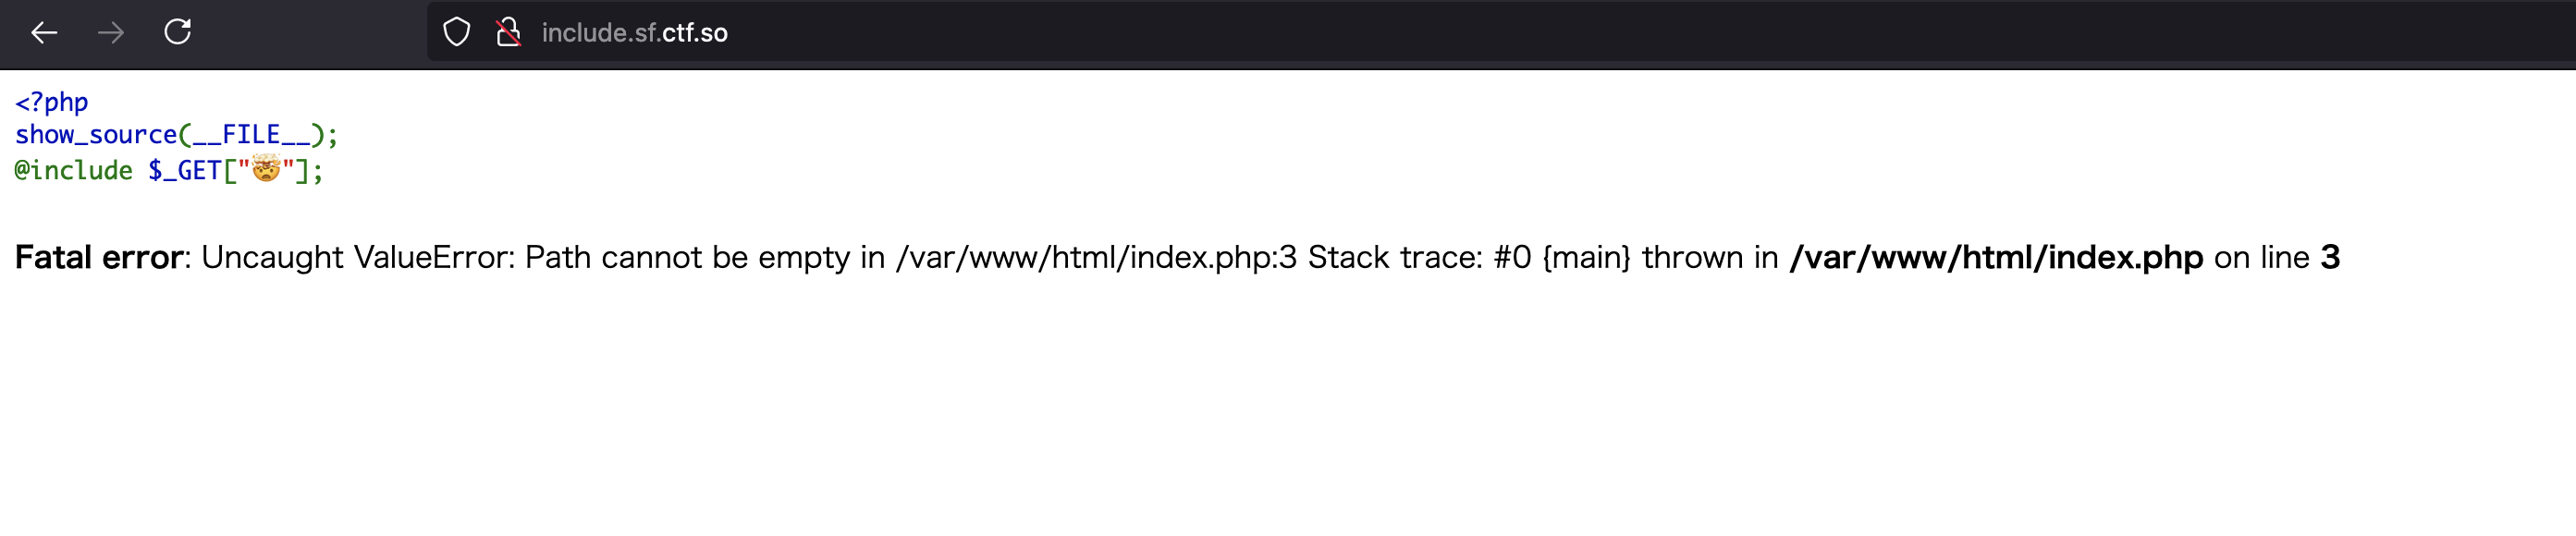 include.sf.ctf.so
<?php
show_source(__FILE__);
@include $_GET["🤯"];
Fatal error: Uncaught ValueError: Path cannot be empty in /var/www/html/index.php:3 Stack trace: #0 {main} thrown in /var/www/html/index.php on line 3